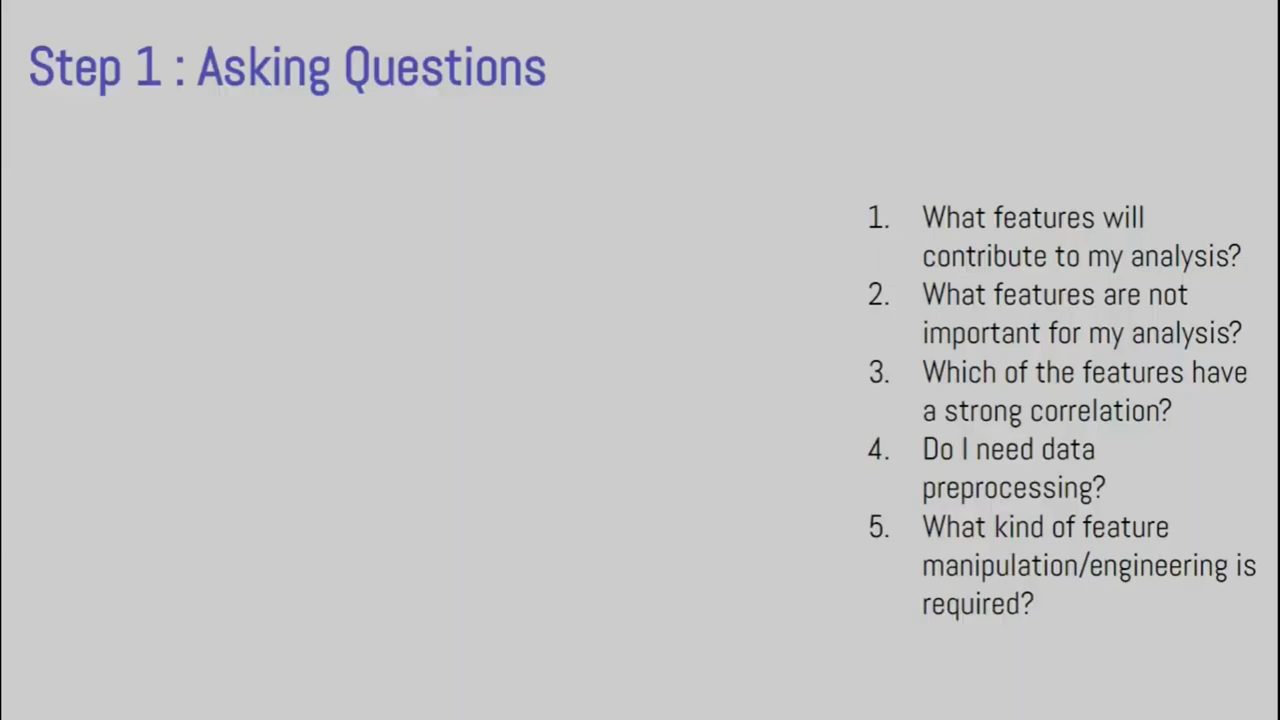 Step 1 : Asking Questions
1. What features will
contribute to my analysis?
2. What features are not
important for my analysis?
3. Which of the features have
a strong correlation?
4. Do I need data
preprocessing?
5. What kind of feature
manipulation/engineering is
required?